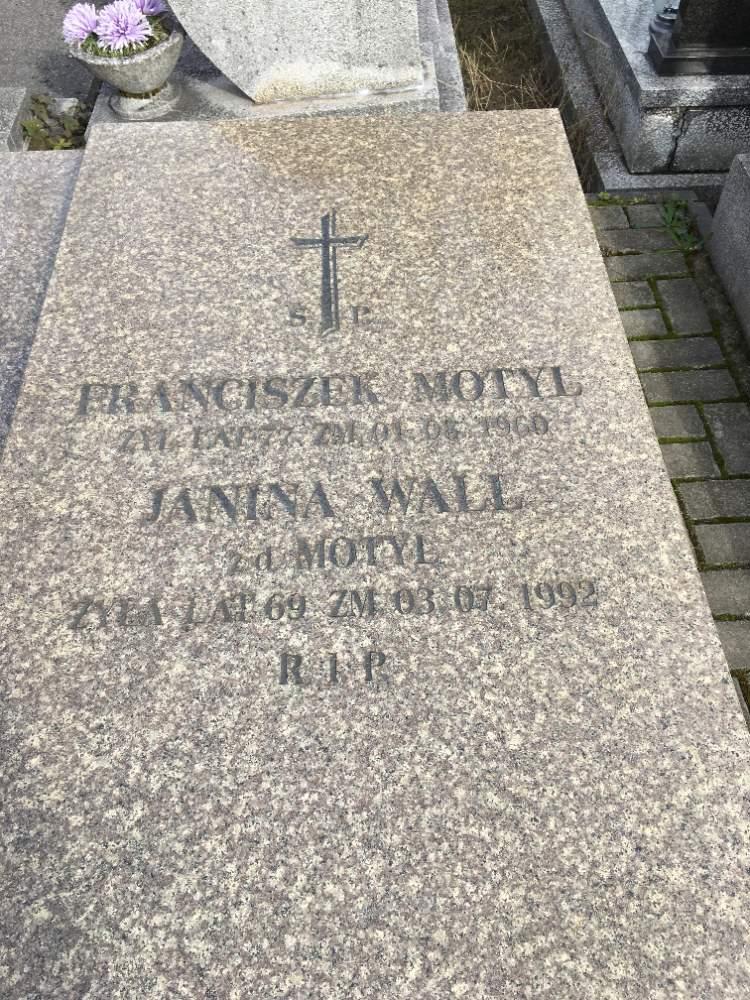 S. P.
FRANCISZEK MOTYL
ŻYŁ LAT 77 ZM. 01. 08. 1960
JANINA WALL
z d. MOTYL
ŻYŁA LAT 69 ZM. 03. 07. 1992
R I P